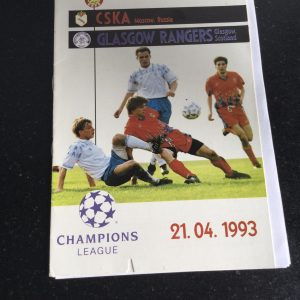 CSKA Moscow, Russia
GLASGOW RANGERS Glasgow, Scotland
CHAMPIONS
LEAGUE
21.04.1993